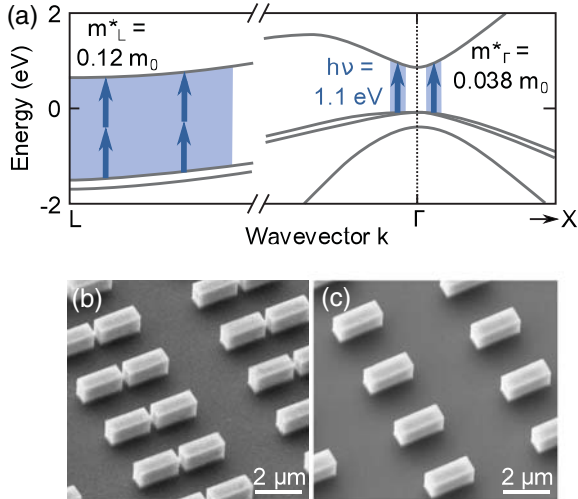 (a)
m*L =
0.12 m0
hν =
1.1 eV
m*Γ =
0.038 m0
Energy (eV)
2
0
-2
L
Γ
X
Wavevector k
(b)
2 μm
(c)
2 μm